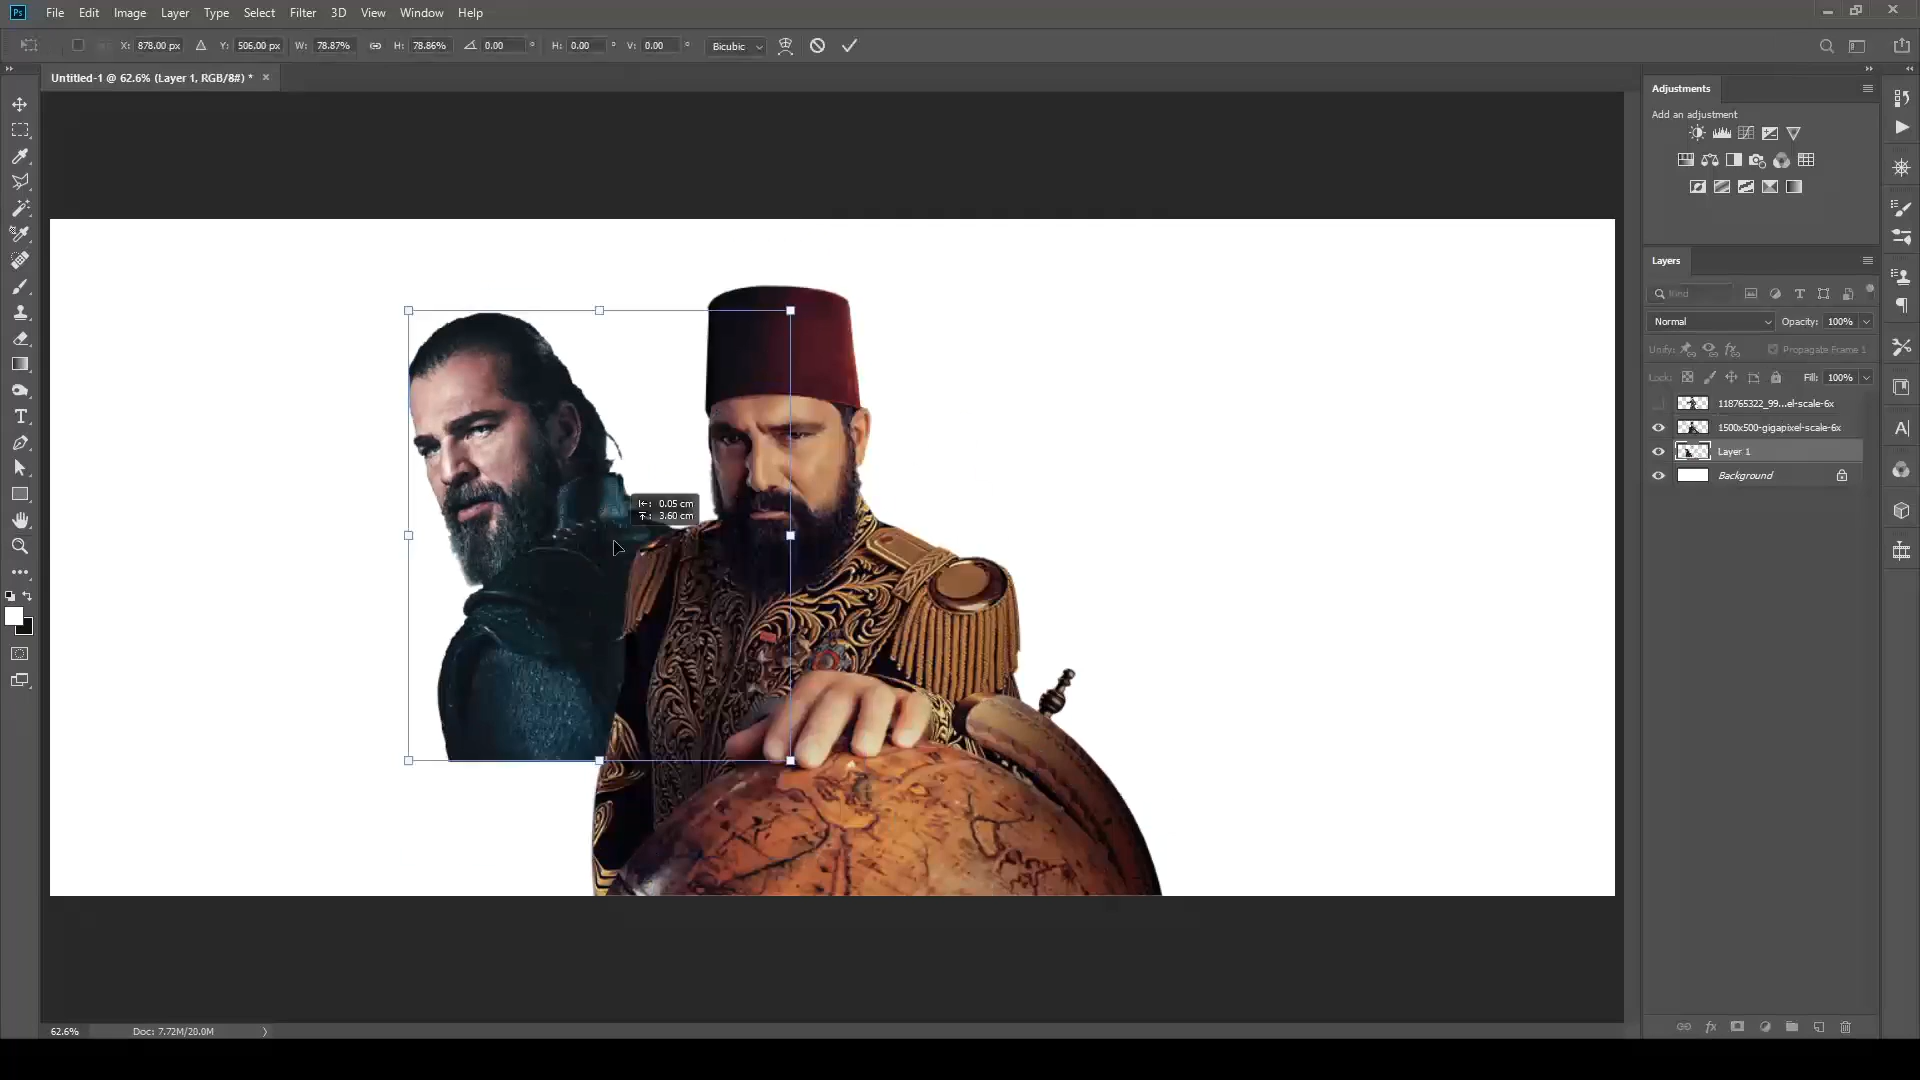 Ps File Edit Image Layer Type Select Filter 3D View Window Help
X: 878.00 px Y: 506.00 px W: 78.87% H: 78.86% 0.00 ° H: 0.00 ° V: 0.00 ° Bicubic
Untitled-1 @ 62.6% (Layer 1, RGB/8#) * ×
Adjustments
Add an adjustment
Layers
Kind
Normal Opacity: 100%
Unify: Propagate Frame 1
Lock: Fill: 100%
118765322_99...el-scale-6x
1500x500-gigapixel-scale-6x
Layer 1
Background
0.05 cm
3.60 cm
62.6% Doc: 7.72M/20.0M